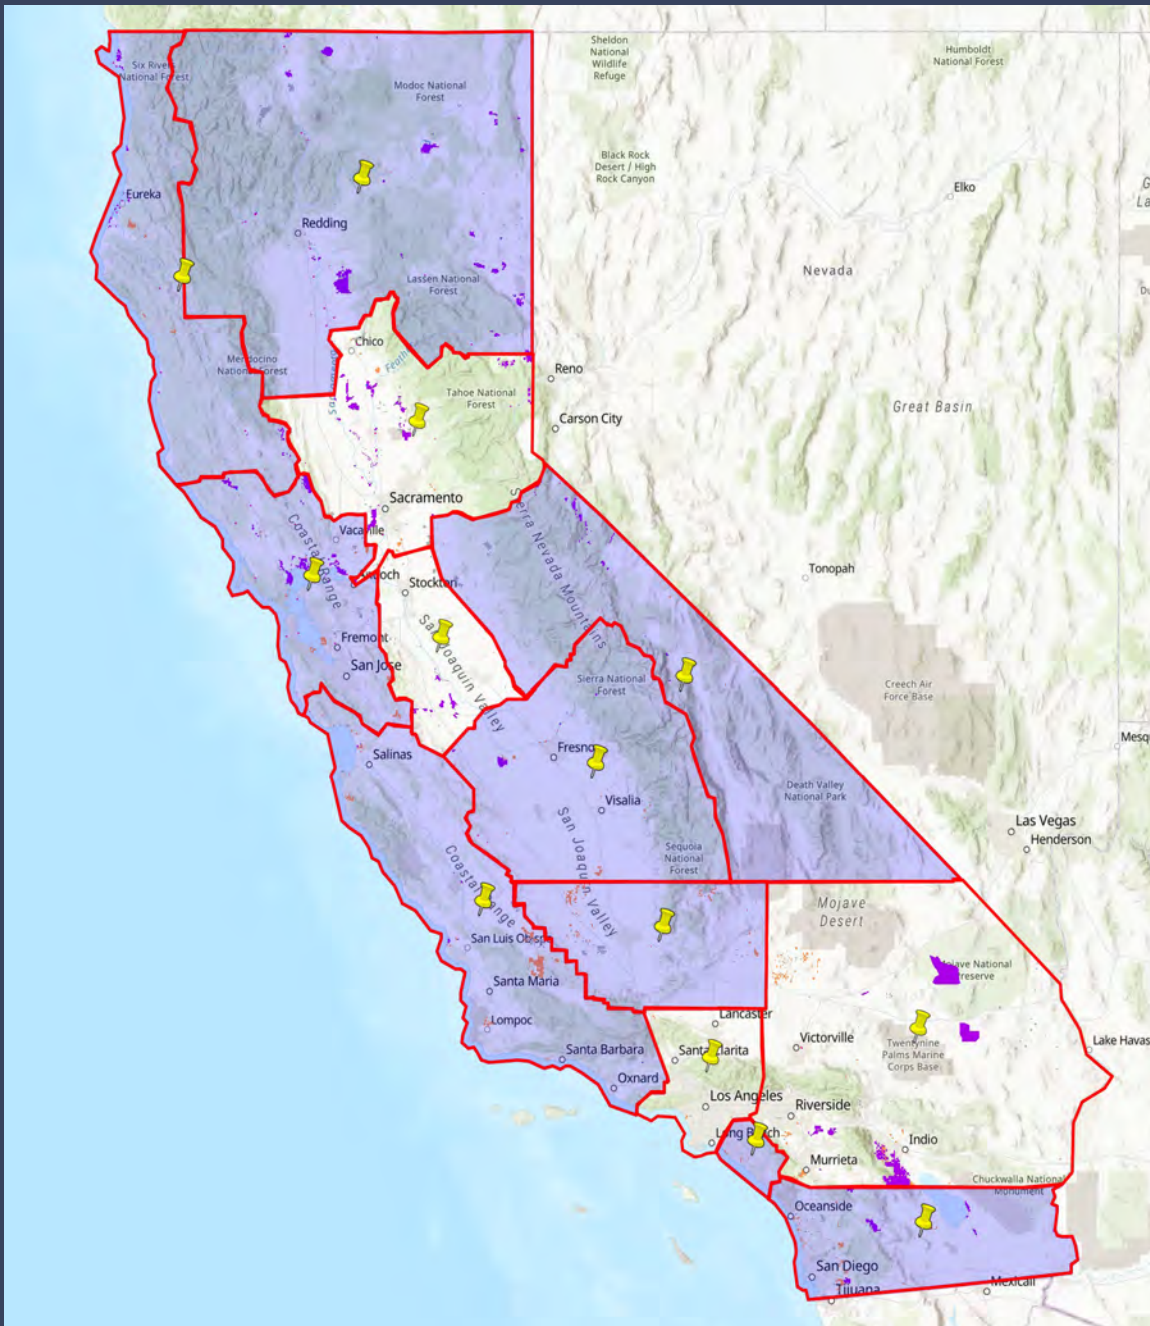 Sheldon
National
Wildlife
Refuge
Humboldt
National Forest
Six Rivers
National Forest
Modoc National
Forest
Black Rock
Desert / High
Rock Canyon
Elko
Eureka
Redding
Nevada
Lassen National
Forest
Chico
Feath
Mendocino
National Forest
Reno
Tahoe National
Forest
Great Basin
Carson City
Sacramento
Sierra Nevada Mountains
Coastal Range
Vacaville
Tonopah
Antioch
Stockton
San Joaquin Valley
Fremont
San Jose
Sierra National
Forest
Creech Air
Force Base
Mesq
Salinas
Fresno
Death Valley
National Park
Visalia
San Joaquin Valley
Las Vegas
Henderson
Sequoia
National
Forest
Coastal Range
Mojave
Desert
San Luis Obispo
Mojave National
Preserve
Santa Maria
Lompoc
Lancaster
Victorville
Lake Havas
Santa Barbara
Santa Clarita
Twentynine
Palms Marine
Corps Base
Oxnard
Los Angeles
Riverside
Long Beach
Indio
Murrieta
Chuckwalla National
Monument
Oceanside
San Diego
Tijuana
Mexicali